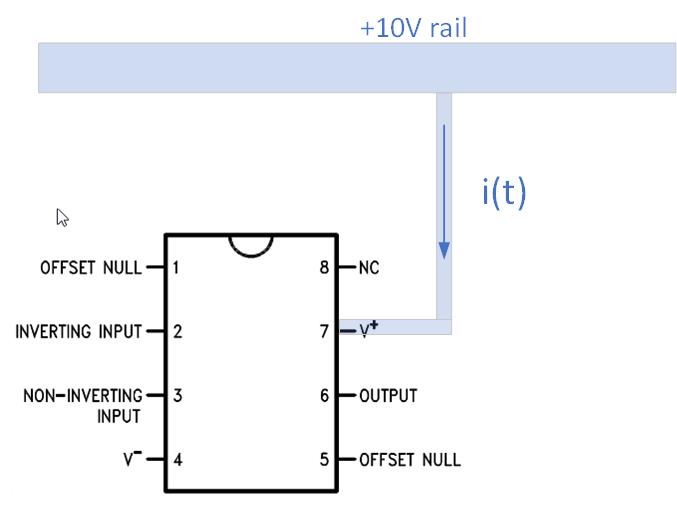 +10V rail
i(t)
OFFSET NULL 1
8 NC
INVERTING INPUT 2
7 V+
NON-INVERTING
INPUT
3
6 OUTPUT
V- 4
5 OFFSET NULL